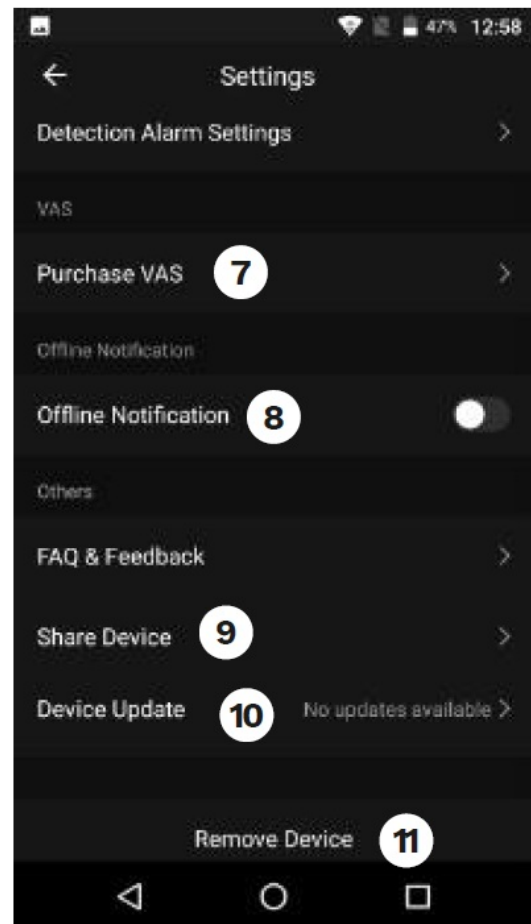 47% 12:58
Settings
Detection Alarm Settings
VAS
Purchase VAS 7
Offline Notification
Offline Notification 8
Others
FAQ & Feedback
Share Device 9
Device Update 10 No updates available
Remove Device 11